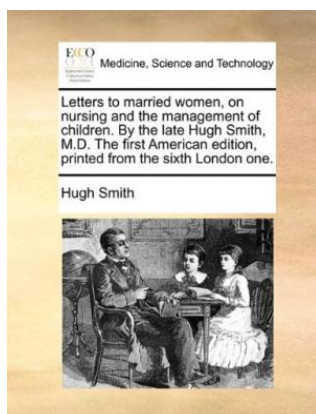 ECCO
Medicine, Science and Technology
Letters to married women, on
nursing and the management of
children. By the late Hugh Smith,
M.D. The first American edition,
printed from the sixth London one.
Hugh Smith